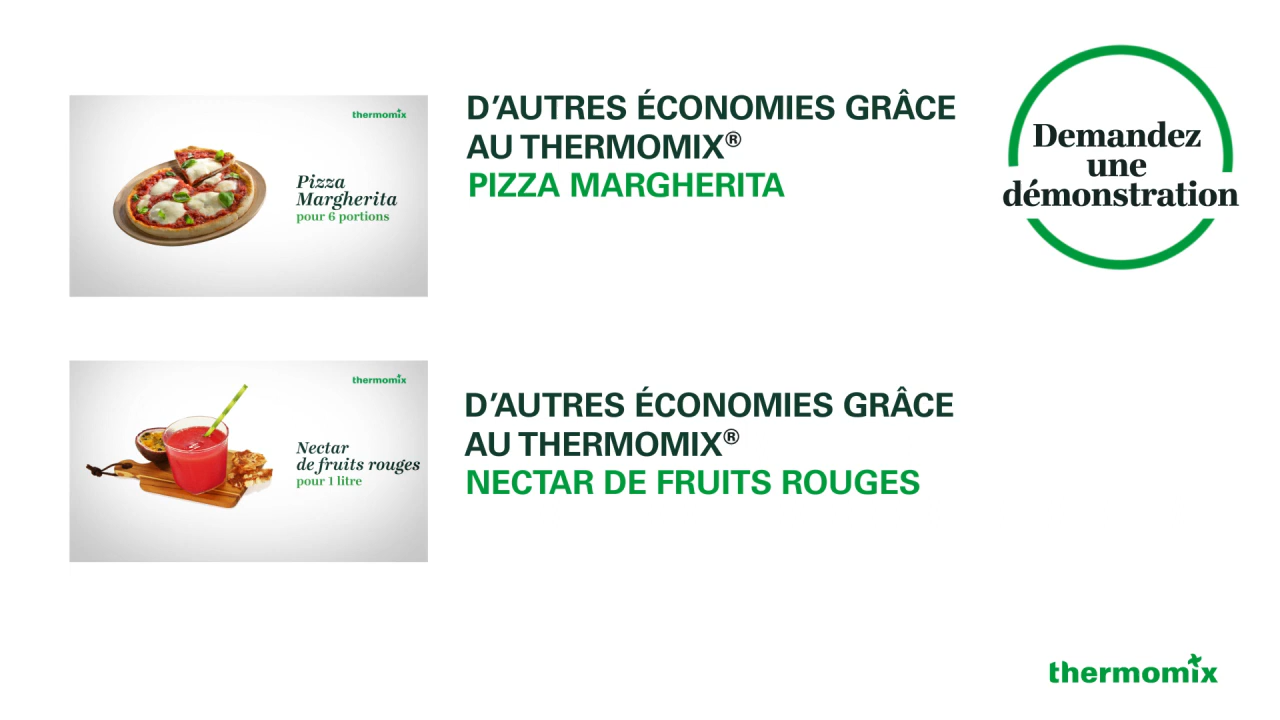 thermomix
Pizza
Margherita
pour 6 portions
D'AUTRES ÉCONOMIES GRÂCE
AU THERMOMIX®
PIZZA MARGHERITA
Demandez
une
démonstration
thermomix
Nectar
de fruits rouges
pour 1 litre
D'AUTRES ÉCONOMIES GRÂCE
AU THERMOMIX®
NECTAR DE FRUITS ROUGES
thermomix